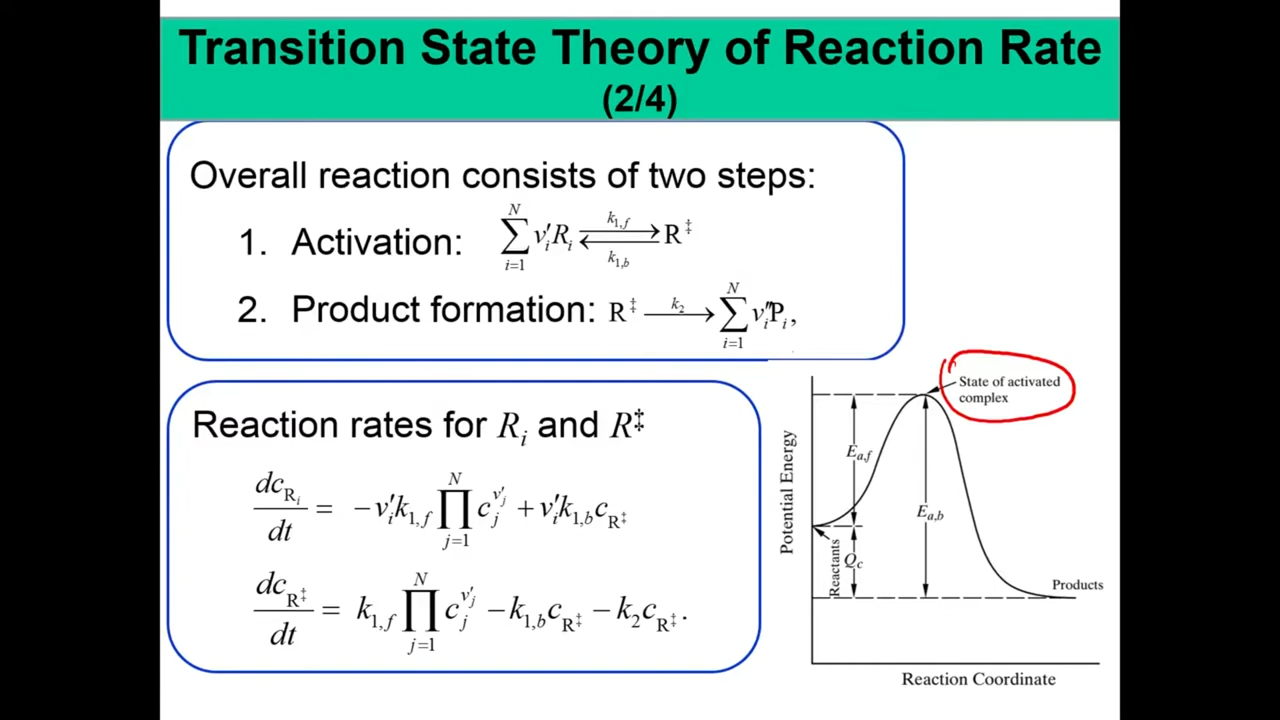 Transition State Theory of Reaction Rate
(2/4)
Overall reaction consists of two steps:
1. Activation: ∑_{i=1}^{N} ν′_i R_i ⇌ R^‡ (k_{1,f} / k_{1,b})
2. Product formation: R^‡ —k_2→ ∑_{i=1}^{N} ν″_i P_i,
Reaction rates for R_i and R^‡
dc_{R_i}/dt = −ν′_i k_{1,f} ∏_{j=1}^{N} c_j^{ν′_j} + ν′_i k_{1,b} c_{R^‡}
dc_{R^‡}/dt = k_{1,f} ∏_{j=1}^{N} c_j^{ν′_j} − k_{1,b} c_{R^‡} − k_2 c_{R^‡}.
State of activated
complex
Potential Energy
E_{a,f}
E_{a,b}
Reactants
Q_c
Products
Reaction Coordinate